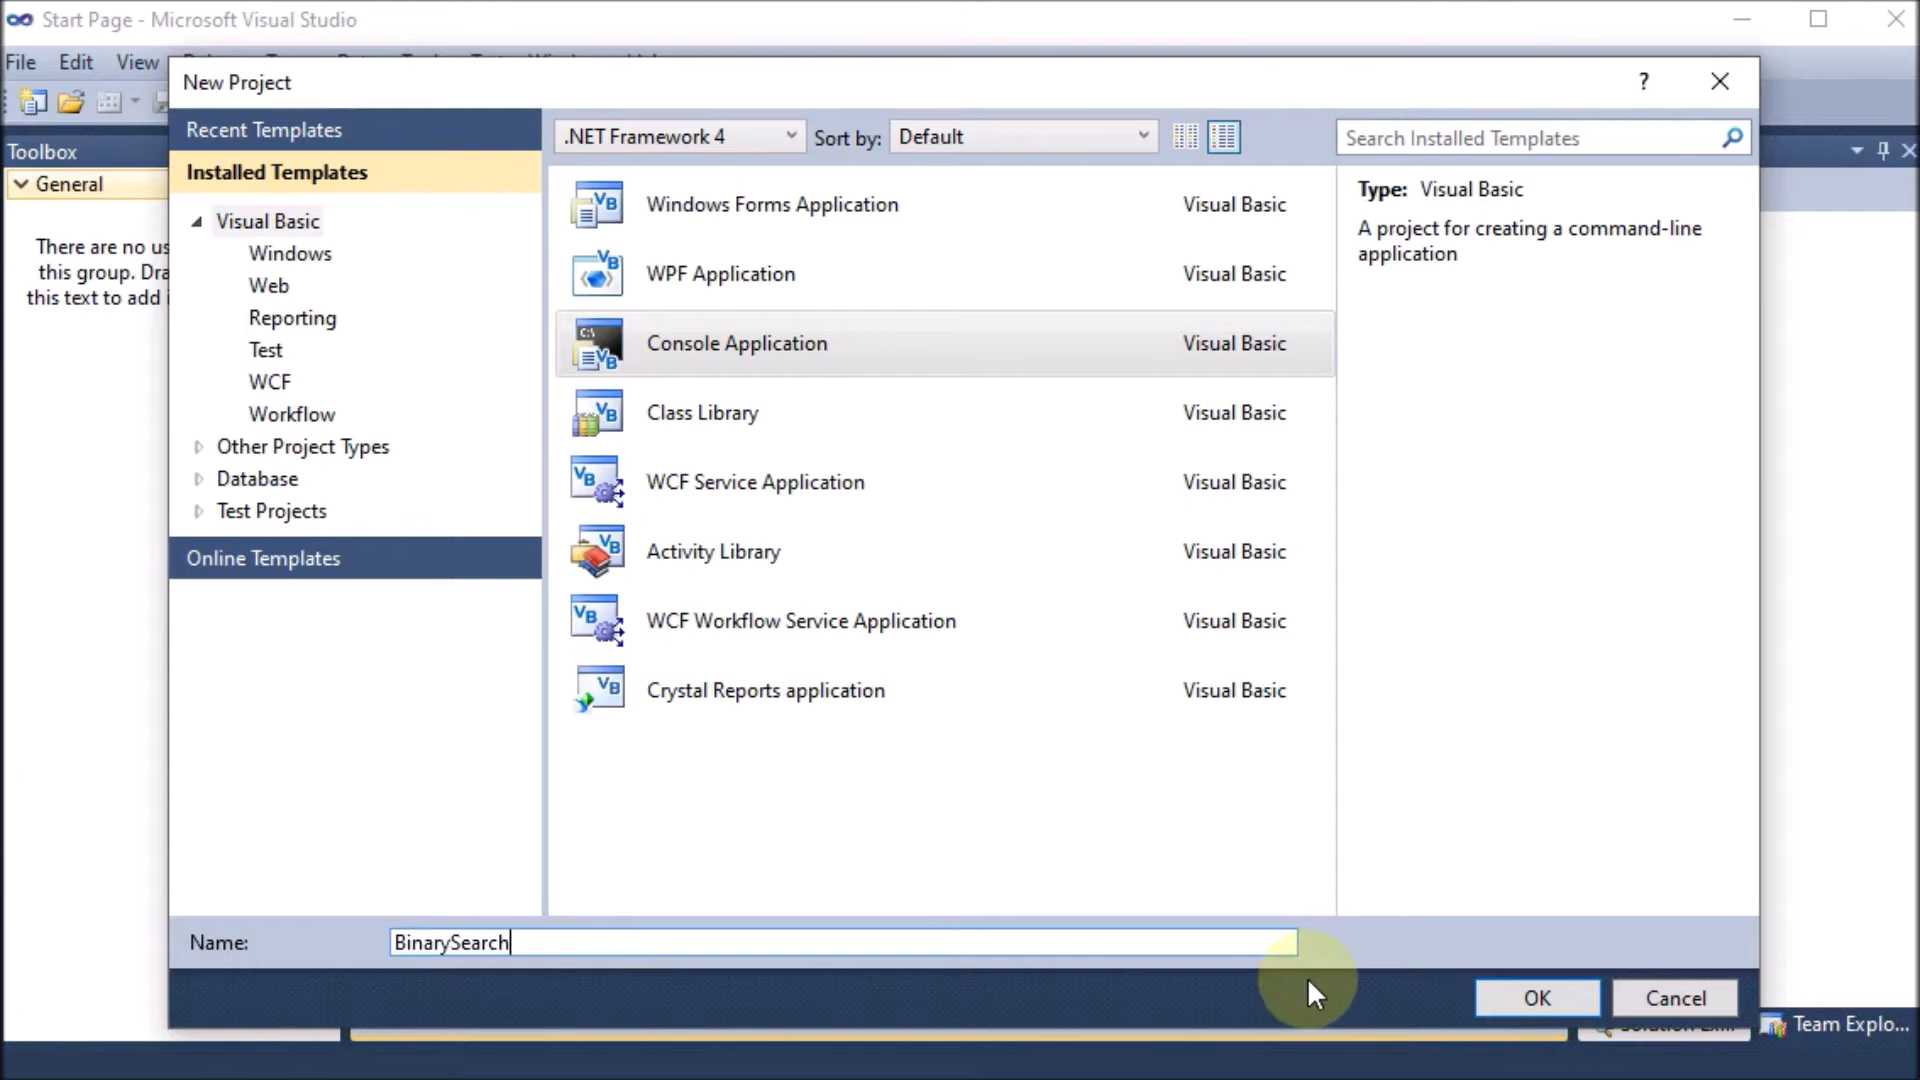 Start Page - Microsoft Visual Studio
File Edit View
New Project
?
Recent Templates
.NET Framework 4 Sort by: Default
Search Installed Templates
Toolbox
Installed Templates
General
Type: Visual Basic
A project for creating a command-line
application
Visual Basic
Windows
Web
Reporting
Test
WCF
Workflow
Other Project Types
Database
Test Projects
Online Templates
There are no us
this group. Dra
this text to add i
Windows Forms Application Visual Basic
WPF Application Visual Basic
Console Application Visual Basic
Class Library Visual Basic
WCF Service Application Visual Basic
Activity Library Visual Basic
WCF Workflow Service Application Visual Basic
Crystal Reports application Visual Basic
Name: BinarySearch
OK Cancel
Team Explo...